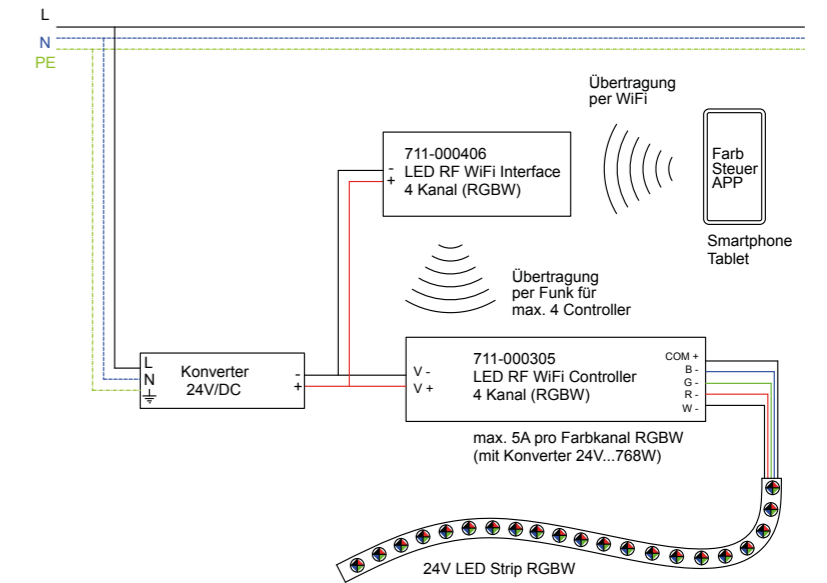 L
N
PE
Übertragung
per WiFi
711-000406
LED RF WiFi Interface
4 Kanal (RGBW)
-
+
Farb
Steuer
APP
Smartphone
Tablet
Übertragung
per Funk für
max. 4 Controller
L
N
Konverter
24V/DC
-
+
V -
V +
711-000305
LED RF WiFi Controller
4 Kanal (RGBW)
COM +
B -
G -
R -
W -
max. 5A pro Farbkanal RGBW
(mit Konverter 24V...768W)
24V LED Strip RGBW